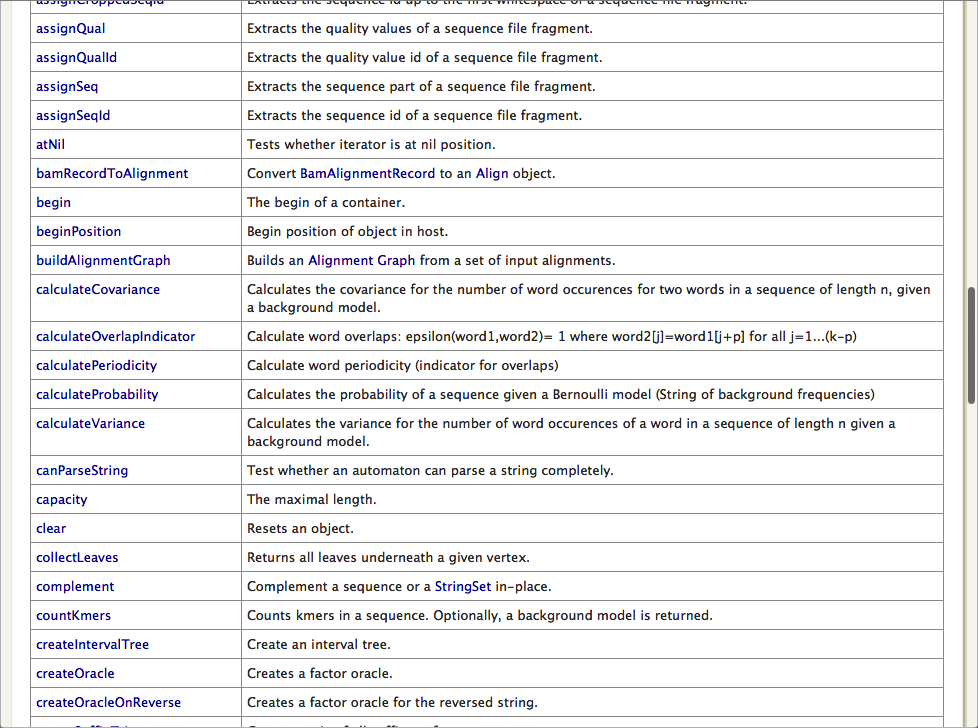 assignQual Extracts the quality values of a sequence file fragment.
assignQualId Extracts the quality value id of a sequence file fragment.
assignSeq Extracts the sequence part of a sequence file fragment.
assignSeqId Extracts the sequence id of a sequence file fragment.
atNil Tests whether iterator is at nil position.
bamRecordToAlignment Convert BamAlignmentRecord to an Align object.
begin The begin of a container.
beginPosition Begin position of object in host.
buildAlignmentGraph Builds an Alignment Graph from a set of input alignments.
calculateCovariance Calculates the covariance for the number of word occurences for two words in a sequence of length n, given
a background model.
calculateOverlapIndicator Calculate word overlaps: epsilon(word1,word2)= 1 where word2[j]=word1[j+p] for all j=1...(k-p)
calculatePeriodicity Calculate word periodicity (indicator for overlaps)
calculateProbability Calculates the probability of a sequence given a Bernoulli model (String of background frequencies)
calculateVariance Calculates the variance for the number of word occurences of a word in a sequence of length n given a
background model.
canParseString Test whether an automaton can parse a string completely.
capacity The maximal length.
clear Resets an object.
collectLeaves Returns all leaves underneath a given vertex.
complement Complement a sequence or a StringSet in-place.
countKmers Counts kmers in a sequence. Optionally, a background model is returned.
createIntervalTree Create an interval tree.
createOracle Creates a factor oracle.
createOracleOnReverse Creates a factor oracle for the reversed string.